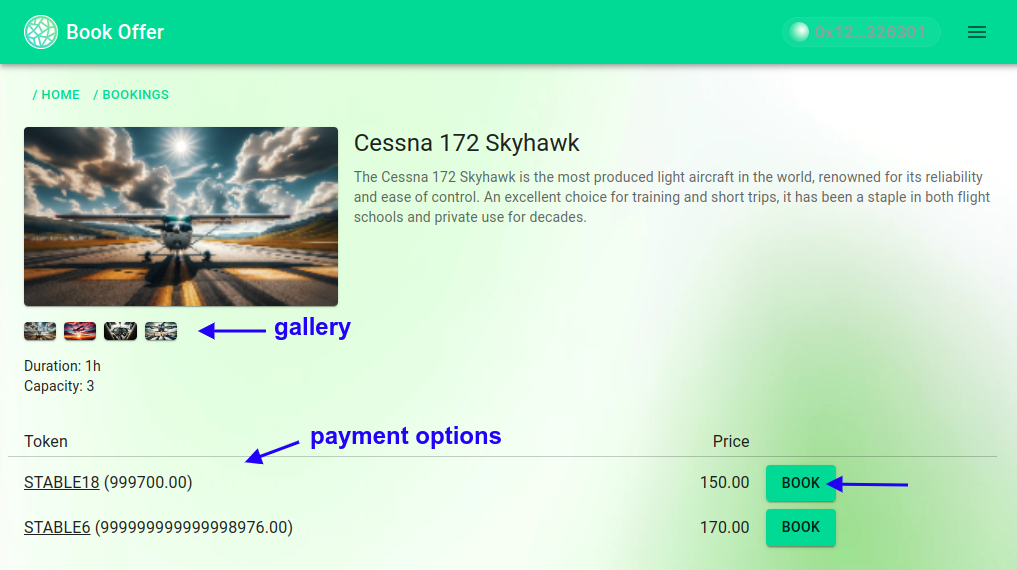 Book Offer
0x12...326301
/ HOME / BOOKINGS
Cessna 172 Skyhawk
The Cessna 172 Skyhawk is the most produced light aircraft in the world, renowned for its reliability
and ease of control. An excellent choice for training and short trips, it has been a staple in both flight
schools and private use for decades.
gallery
Duration: 1h
Capacity: 3
payment options
Token Price
STABLE18 (999700.00) 150.00 BOOK
STABLE6 (999999999999998976.00) 170.00 BOOK